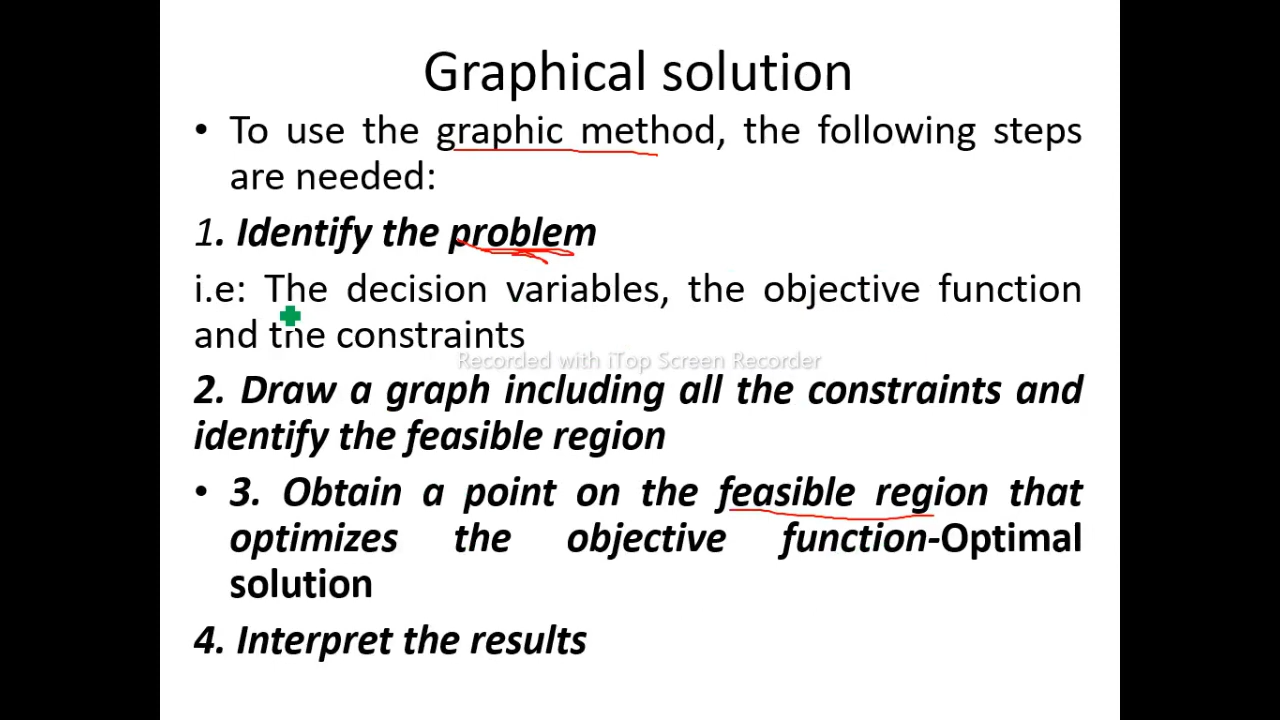 Graphical solution
• To use the graphic method, the following steps
are needed:
1. Identify the problem
i.e: The decision variables, the objective function
and the constraints
Recorded with iTop Screen Recorder
2. Draw a graph including all the constraints and
identify the feasible region
• 3. Obtain a point on the feasible region that
optimizes the objective function-Optimal
solution
4. Interpret the results